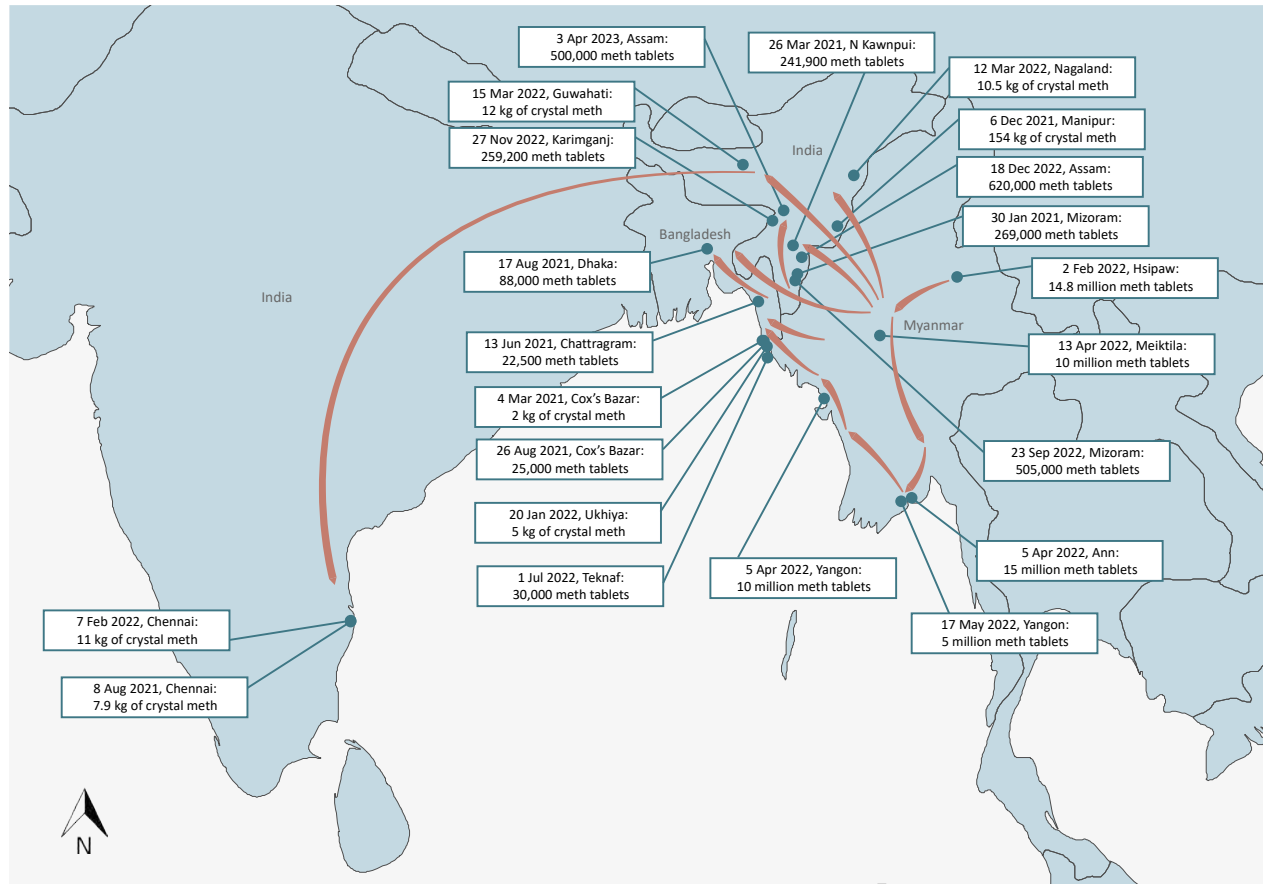 3 Apr 2023, Assam:
500,000 meth tablets
26 Mar 2021, N Kawnpui:
241,900 meth tablets
12 Mar 2022, Nagaland:
10.5 kg of crystal meth
15 Mar 2022, Guwahati:
12 kg of crystal meth
6 Dec 2021, Manipur:
154 kg of crystal meth
27 Nov 2022, Karimganj:
259,200 meth tablets
India
18 Dec 2022, Assam:
620,000 meth tablets
30 Jan 2021, Mizoram:
269,000 meth tablets
Bangladesh
17 Aug 2021, Dhaka:
88,000 meth tablets
2 Feb 2022, Hsipaw:
14.8 million meth tablets
India
Myanmar
13 Jun 2021, Chattragram:
22,500 meth tablets
13 Apr 2022, Meiktila:
10 million meth tablets
4 Mar 2021, Cox's Bazar:
2 kg of crystal meth
26 Aug 2021, Cox's Bazar:
25,000 meth tablets
23 Sep 2022, Mizoram:
505,000 meth tablets
20 Jan 2022, Ukhiya:
5 kg of crystal meth
1 Jul 2022, Teknaf:
30,000 meth tablets
5 Apr 2022, Yangon:
10 million meth tablets
5 Apr 2022, Ann:
15 million meth tablets
7 Feb 2022, Chennai:
11 kg of crystal meth
17 May 2022, Yangon:
5 million meth tablets
8 Aug 2021, Chennai:
7.9 kg of crystal meth
N